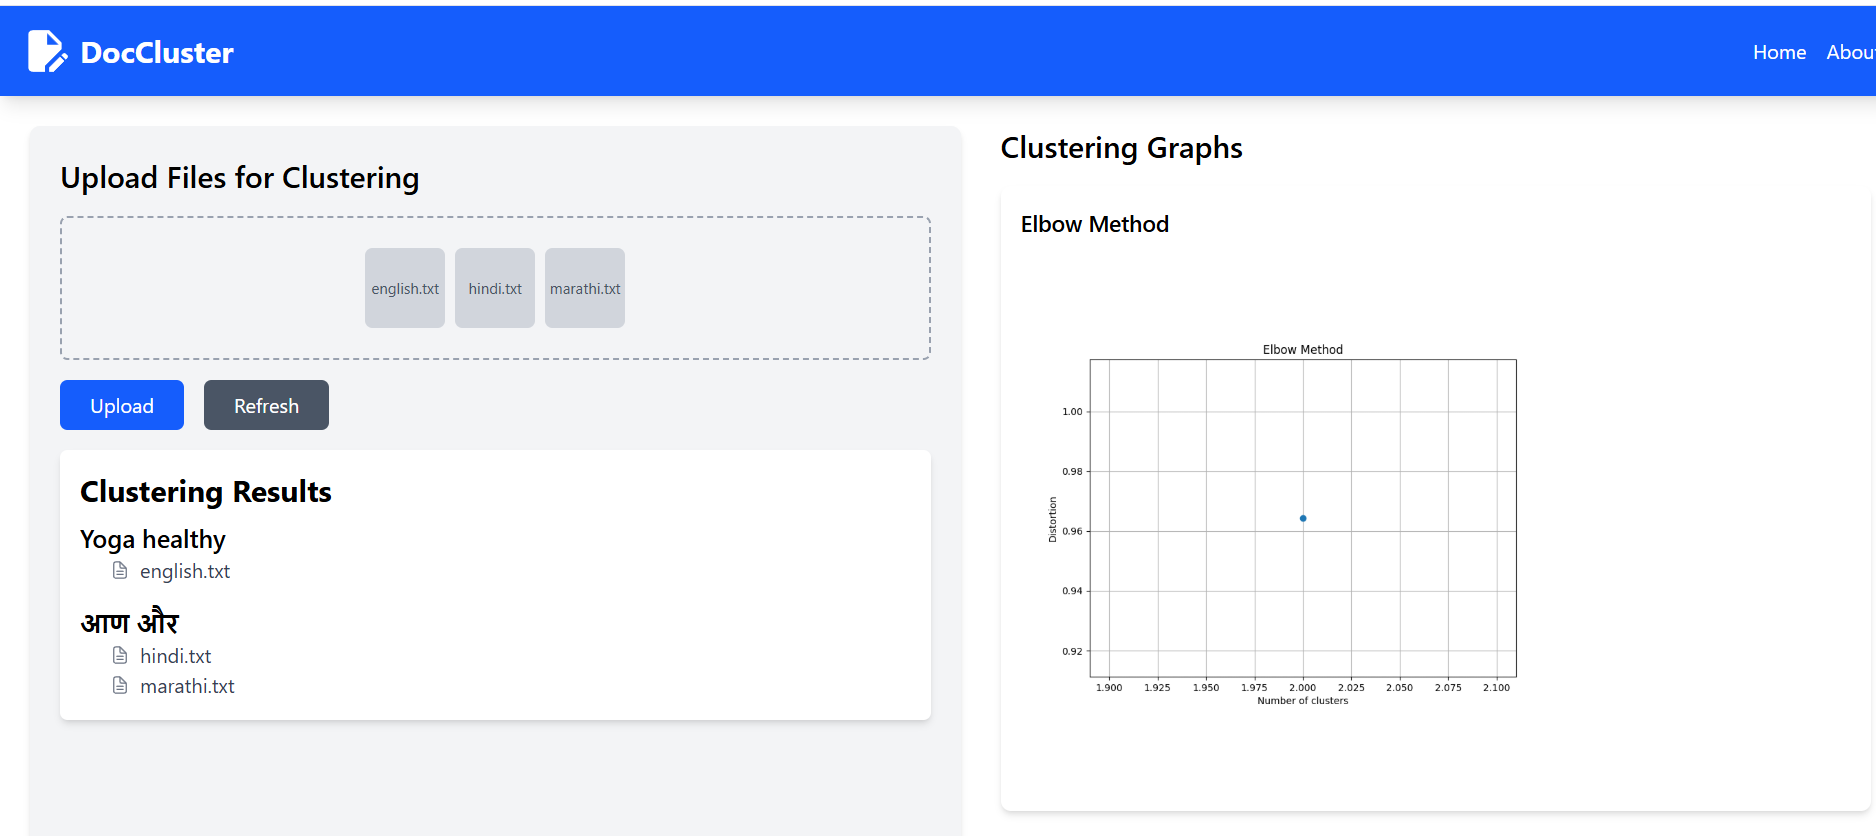 DocCluster
Home Abou
Upload Files for Clustering
english.txt hindi.txt marathi.txt
Upload Refresh
Clustering Results
Yoga healthy
english.txt
आण और
hindi.txt
marathi.txt
Clustering Graphs
Elbow Method
Elbow Method
1.00
0.98
0.96
0.94
0.92
Distortion
1.900 1.925 1.950 1.975 2.000 2.025 2.050 2.075 2.100
Number of clusters